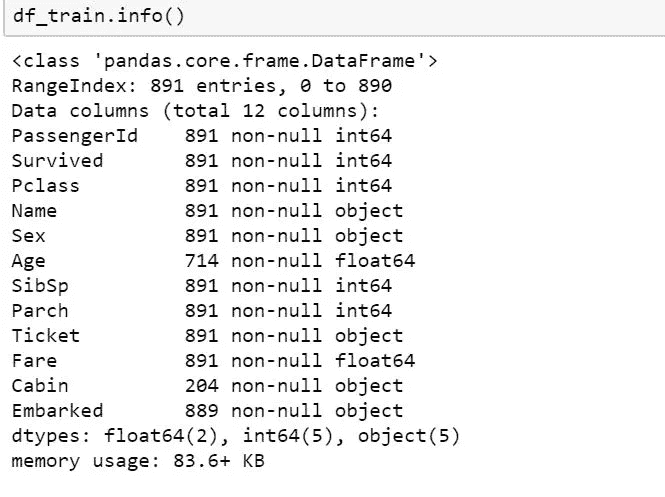 df_train.info()
<class 'pandas.core.frame.DataFrame'>
RangeIndex: 891 entries, 0 to 890
Data columns (total 12 columns):
PassengerId    891 non-null int64
Survived       891 non-null int64
Pclass         891 non-null int64
Name           891 non-null object
Sex            891 non-null object
Age            714 non-null float64
SibSp          891 non-null int64
Parch          891 non-null int64
Ticket         891 non-null object
Fare           891 non-null float64
Cabin          204 non-null object
Embarked       889 non-null object
dtypes: float64(2), int64(5), object(5)
memory usage: 83.6+ KB